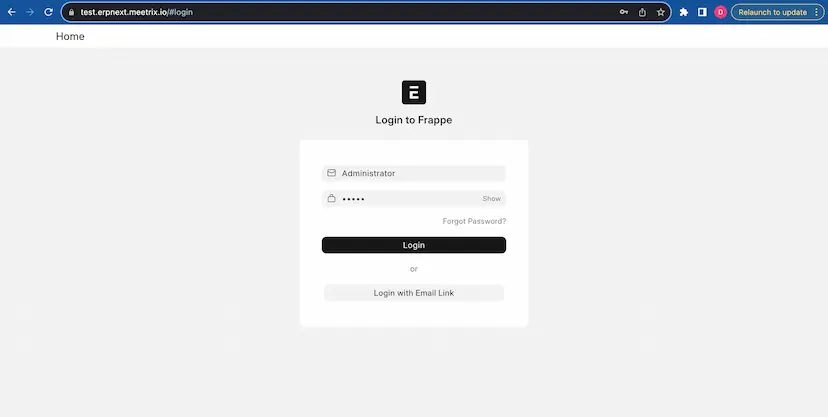 test.erpnext.meetrix.io/#login
D
Relaunch to update
Home
E
Login to Frappe
Administrator
•••••
Show
Forgot Password?
Login
or
Login with Email Link